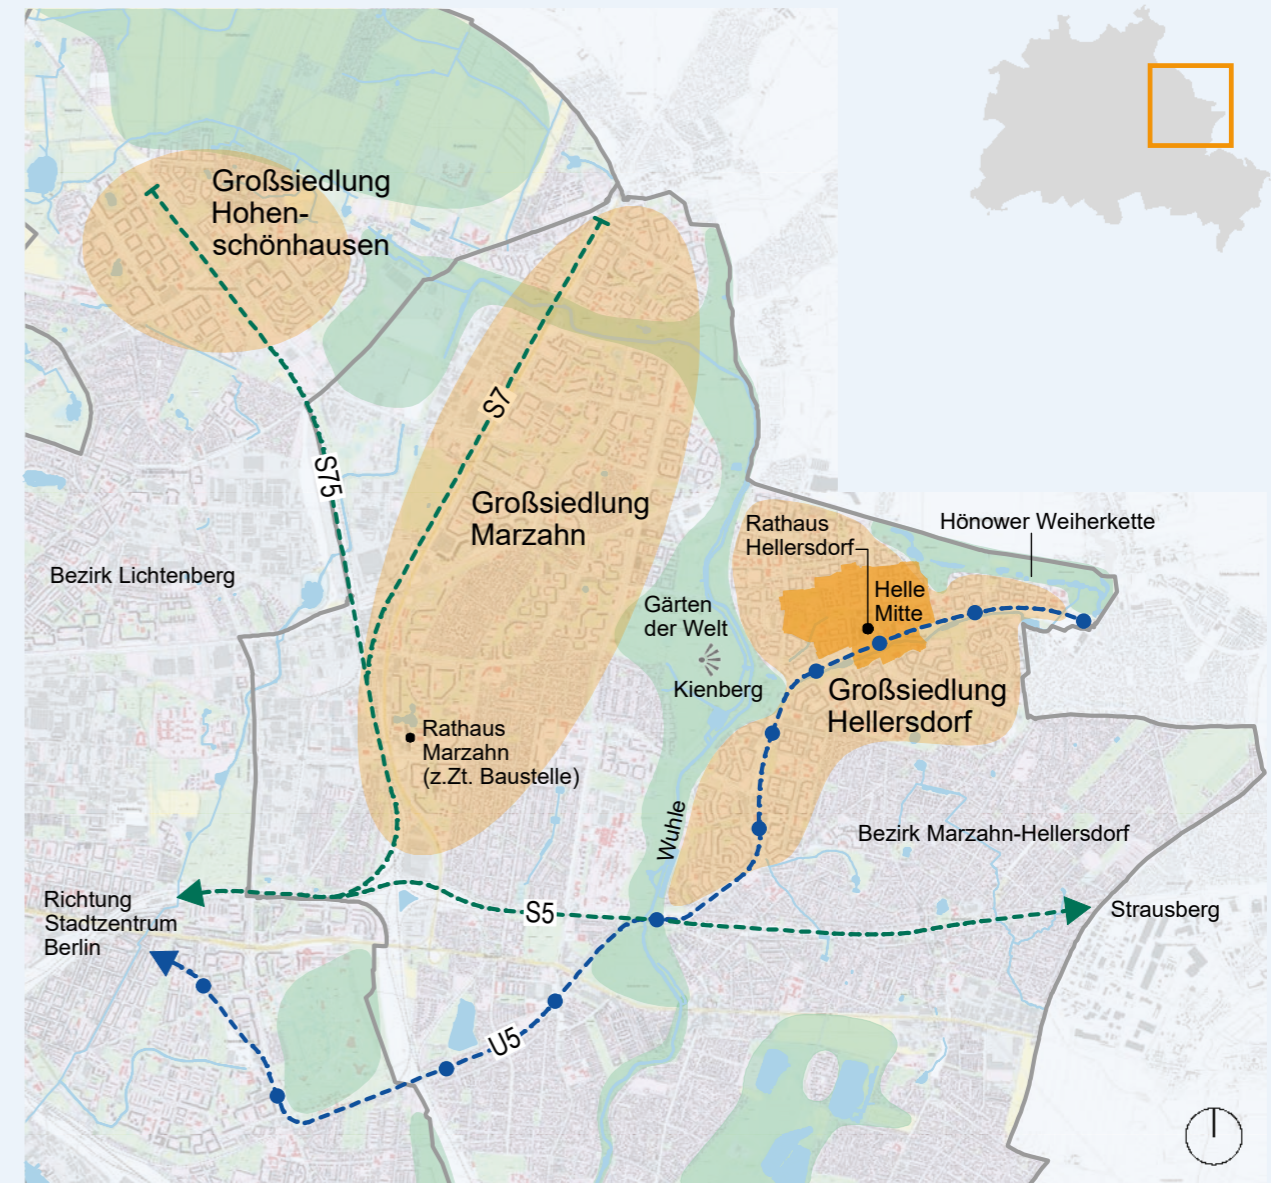 Großsiedlung
Hohen-
schönhausen
S7
S75
Großsiedlung
Marzahn
Bezirk Lichtenberg
Rathaus
Hellersdorf
Hönower Weiherkette
Helle
Mitte
Gärten
der Welt
Kienberg
Großsiedlung
Hellersdorf
Rathaus
Marzahn
(z.Zt. Baustelle)
Wuhle
Bezirk Marzahn-Hellersdorf
Richtung
Stadtzentrum
Berlin
S5
Strausberg
U5